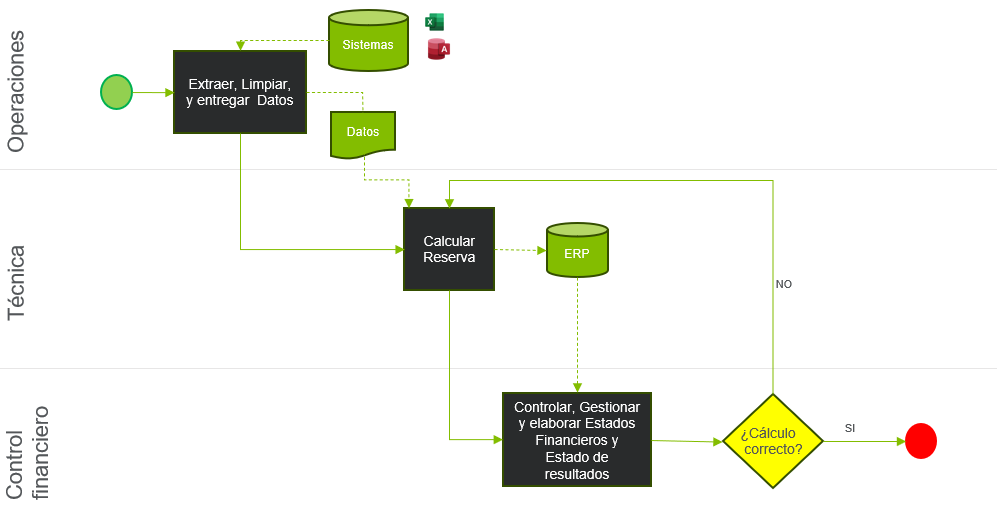 Operaciones
Sistemas
X
A
Extraer, Limpiar,
y entregar Datos
Datos
Técnica
Calcular
Reserva
ERP
NO
Control
financiero
Controlar, Gestionar
y elaborar Estados
Financieros y
Estado de
resultados
¿Cálculo
correcto?
SI